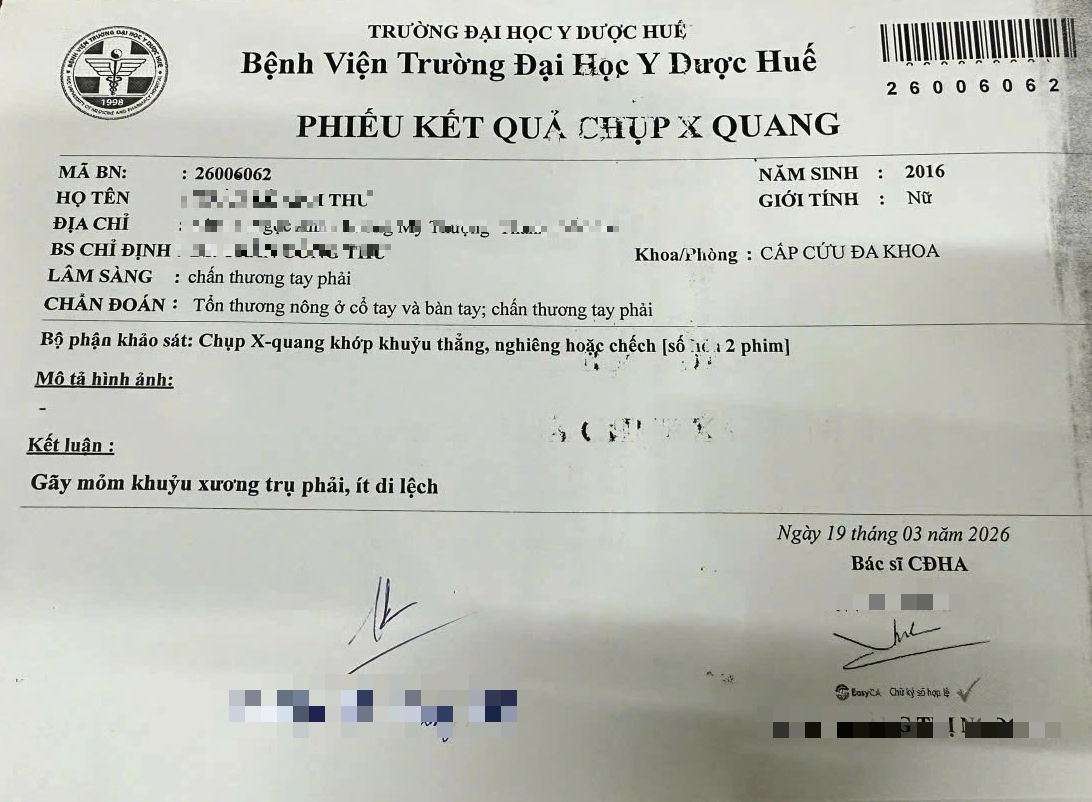 TRƯỜNG ĐẠI HỌC Y DƯỢC HUẾ
Bệnh Viện Trường Đại Học Y Dược Huế
1998
26006062
PHIẾU KẾT QUẢ CHỤP X QUANG
MÃ BN: : 26006062
NĂM SINH : 2016
HỌ TÊN : THƯ
GIỚI TÍNH : Nữ
ĐỊA CHỈ :
BS CHỈ ĐỊNH
Khoa/Phòng : CẤP CỨU ĐA KHOA
LÂM SÀNG : chấn thương tay phải
CHẨN ĐOÁN : Tổn thương nông ở cổ tay và bàn tay; chấn thương tay phải
Bộ phận khảo sát: Chụp X-quang khớp khuỷu thẳng, nghiêng hoặc chếch [số 2 phim]
Mô tả hình ảnh:
-
Kết luận :
Gãy mỏm khuỷu xương trụ phải, ít di lệch
Ngày 19 tháng 03 năm 2026
Bác sĩ CĐHA
EasyCA Chữ ký số hợp lệ